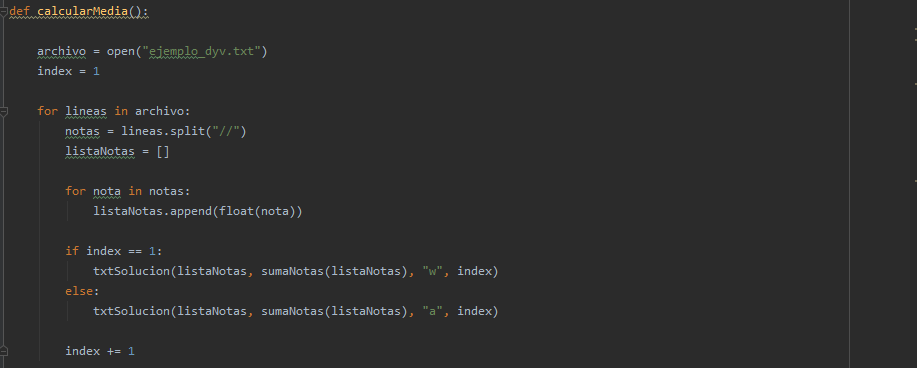 def calcularMedia():
archivo = open("ejemplo_dyv.txt")
index = 1
for lineas in archivo:
notas = lineas.split("//")
listaNotas = []
for nota in notas:
listaNotas.append(float(nota))
if index == 1:
txtSolucion(listaNotas, sumaNotas(listaNotas), "w", index)
else:
txtSolucion(listaNotas, sumaNotas(listaNotas), "a", index)
index += 1